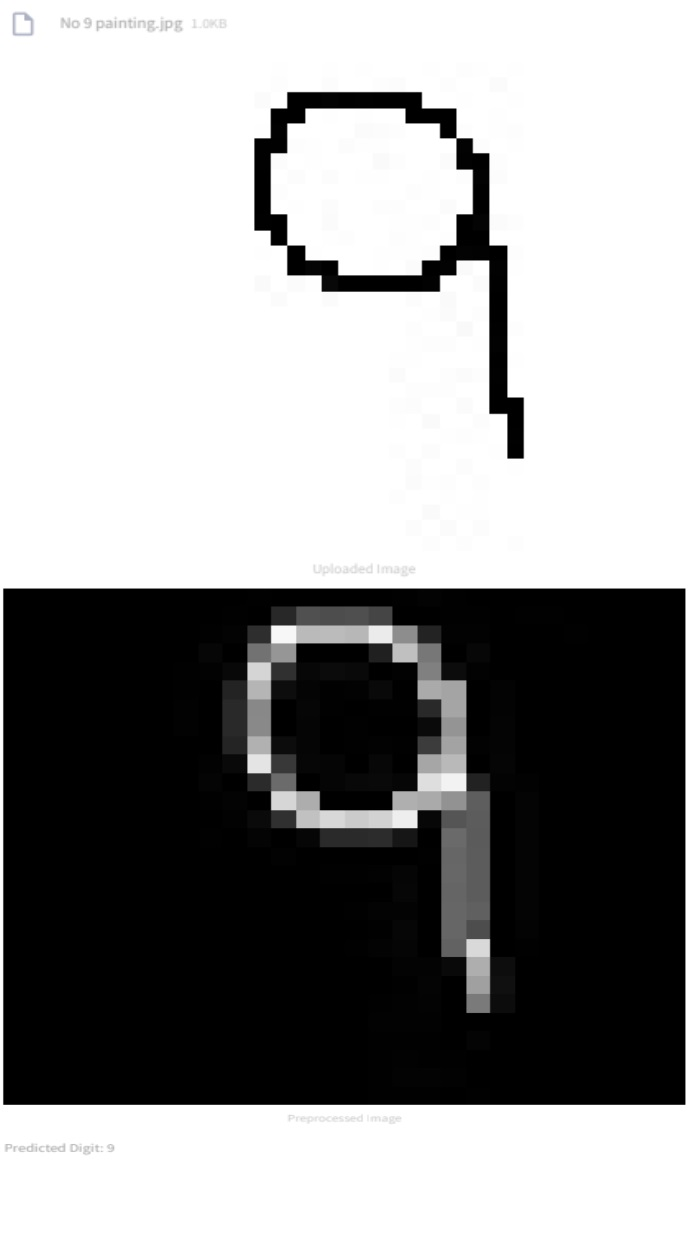 No 9 painting.jpg 1.0KB
Uploaded Image
Preprocessed Image
Predicted Digit: 9